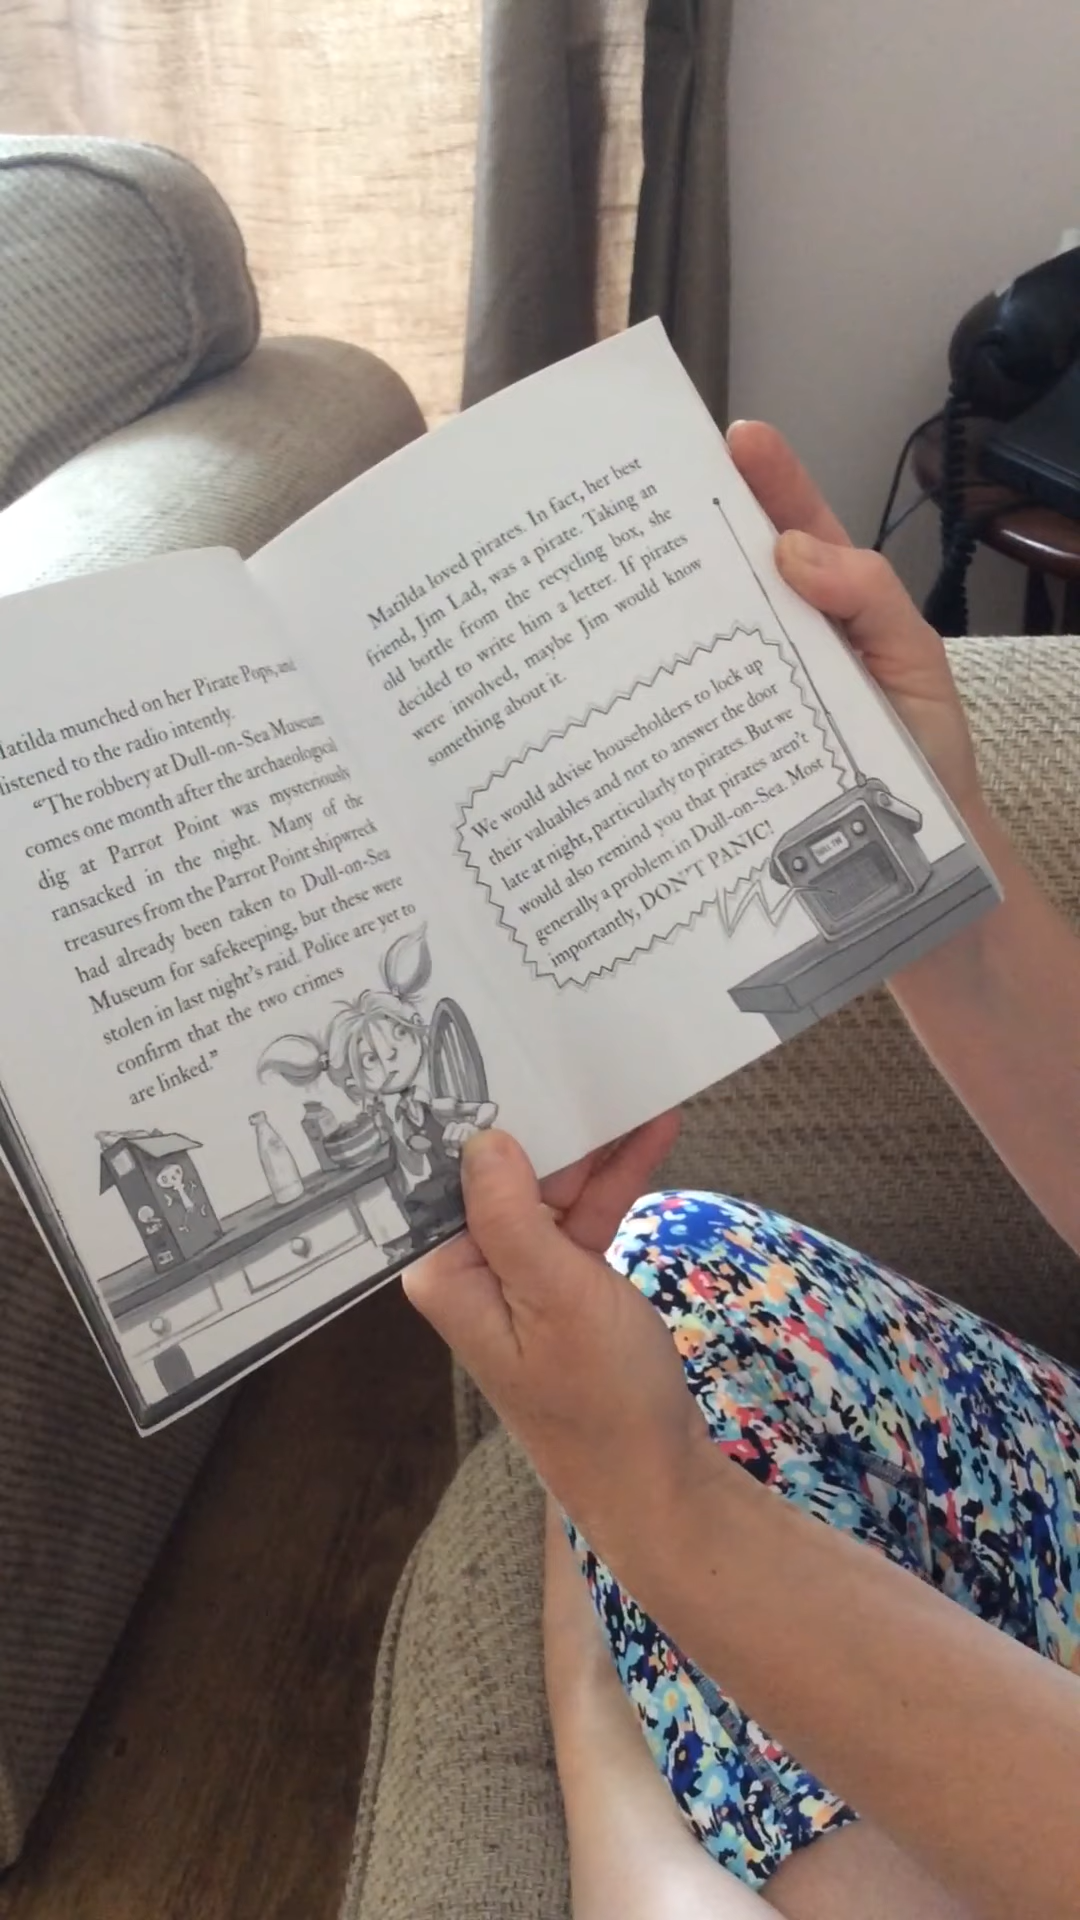 Matilda munched on her Pirate Pops, and
listened to the radio intently.
“The robbery at Dull-on-Sea Museum
comes one month after the archaeological
dig at Parrot Point was mysteriously
ransacked in the night. Many of the
treasures from the Parrot Point shipwreck
had already been taken to Dull-on-Sea
Museum for safekeeping, but these were
stolen in last night’s raid. Police are yet to
confirm that the two crimes
are linked.”
Matilda loved pirates. In fact, her best
friend, Jim Lad, was a pirate. Taking an
old bottle from the recycling box, she
decided to write him a letter. If pirates
were involved, maybe Jim would know
something about it.
We would advise householders to lock up
their valuables and not to answer the door
late at night, particularly to pirates. But we
would also remind you that pirates aren’t
generally a problem in Dull-on-Sea. Most
importantly, DON’T PANIC!
DULL FM